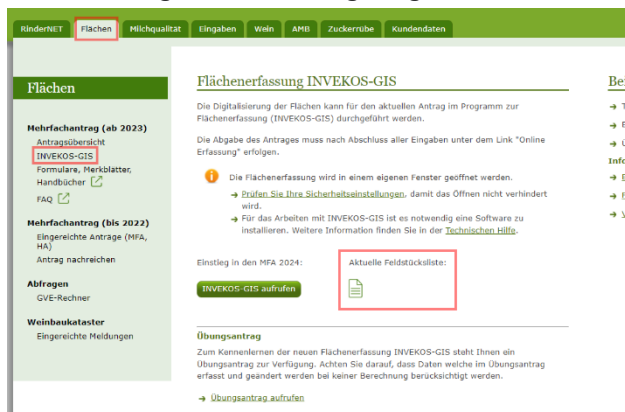 RinderNET Flächen Milchqualität Eingaben Wein AMB Zuckerrübe Kundendaten
Flächen
Mehrfachantrag (ab 2023)
Antragsübersicht
INVEKOS-GIS
Formulare, Merkblätter,
Handbücher
FAQ
Mehrfachantrag (bis 2022)
Eingereichte Anträge (MFA,
HA)
Antrag nachreichen
Abfragen
GVE-Rechner
Weinbaukataster
Eingereichte Meldungen
Flächenerfassung INVEKOS-GIS
Die Digitalisierung der Flächen kann für den aktuellen Antrag im Programm zur
Flächenerfassung (INVEKOS-GIS) durchgeführt werden.
Die Abgabe des Antrages muss nach Abschluss aller Eingaben unter dem Link "Online
Erfassung" erfolgen.
Die Flächenerfassung wird in einem eigenen Fenster geöffnet werden.
→ Prüfen Sie Ihre Sicherheitseinstellungen, damit das Öffnen nicht verhindert
wird.
→ Für das Arbeiten mit INVEKOS-GIS ist es notwendig eine Software zu
installieren. Weitere Information finden Sie in der Technischen Hilfe.
Einstieg in den MFA 2024:
Aktuelle Feldstücksliste:
INVEKOS-GIS aufrufen
Übungsantrag
Zum Kennenlernen der neuen Flächenerfassung INVEKOS-GIS steht Ihnen ein
Übungsantrag zur Verfügung. Achten Sie darauf, dass Daten welche im Übungsantrag
erfasst und geändert werden bei keiner Berechnung berücksichtigt werden.
→ Übungsantrag aufrufen